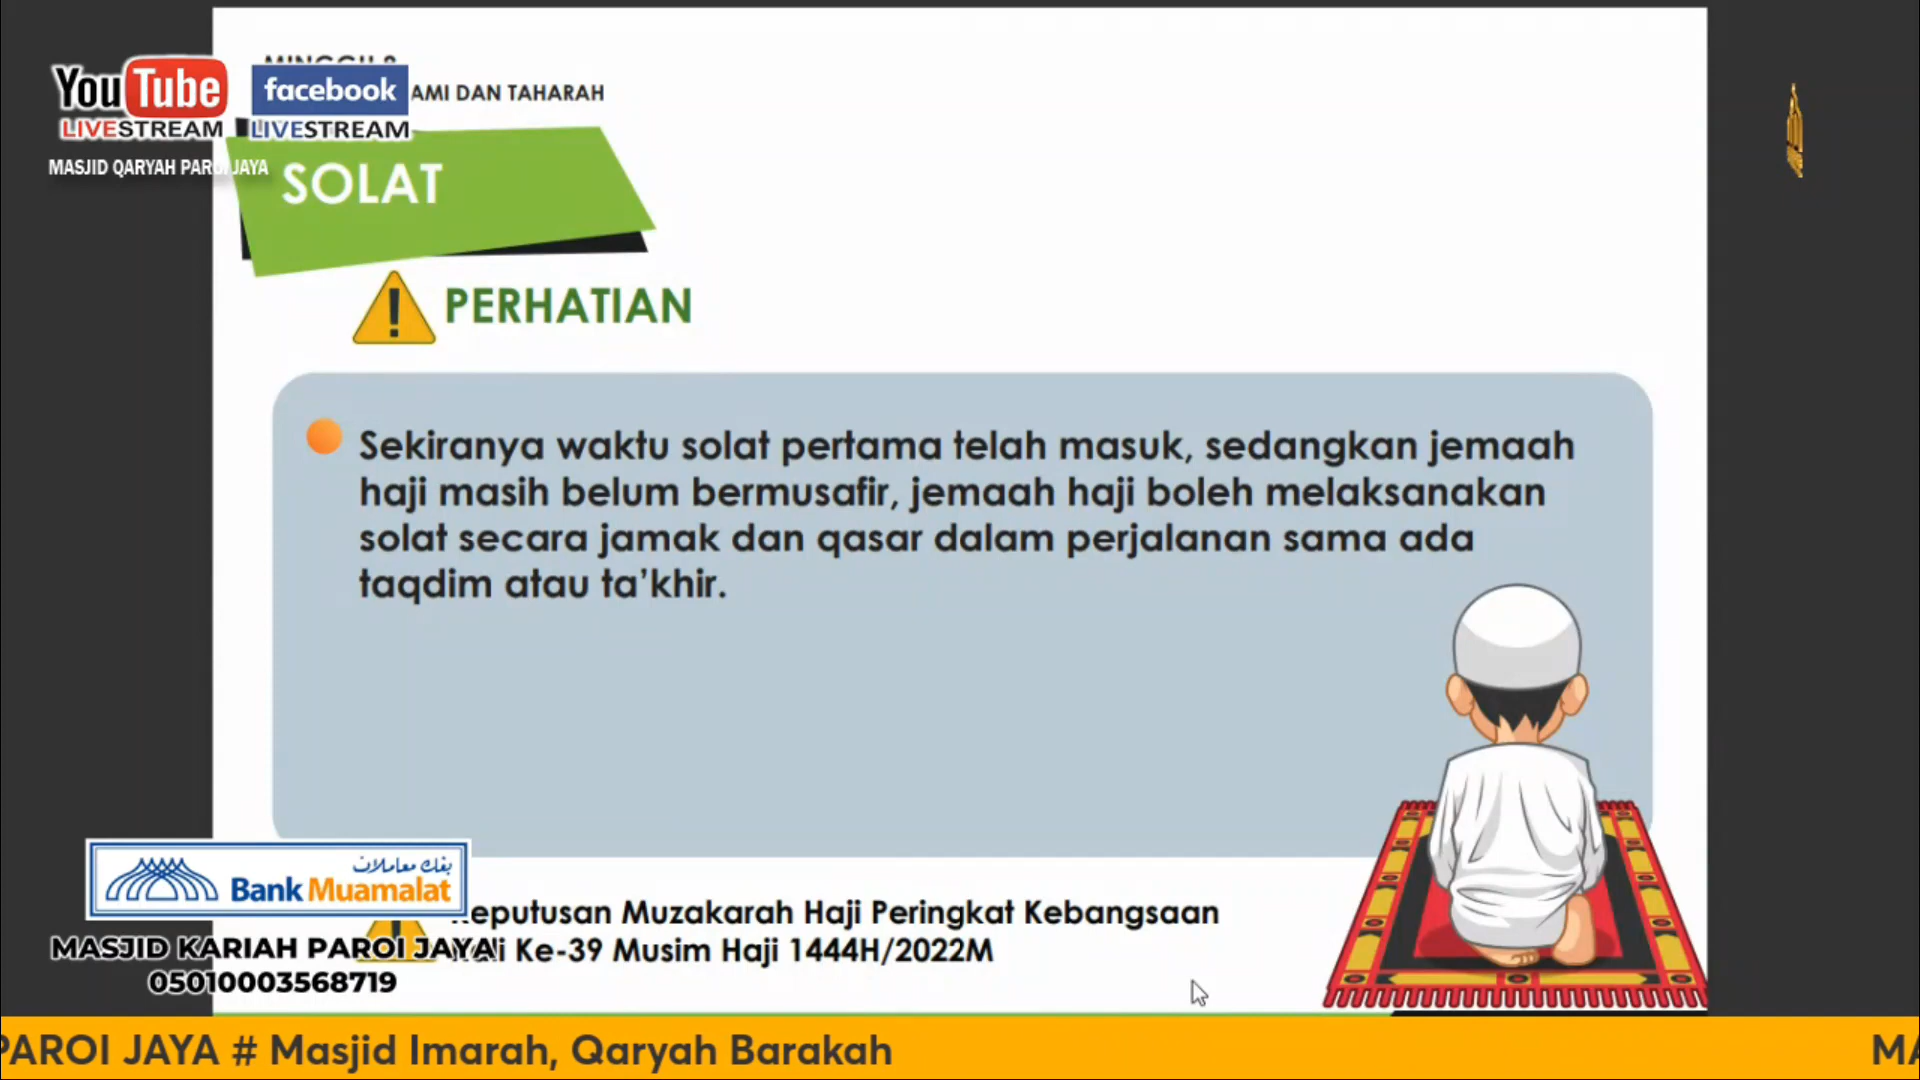 YouTube
LIVESTREAM
facebook
LIVESTREAM
MASJID QARYAH PAROI JAYA
AMI DAN TAHARAH
SOLAT
PERHATIAN
Sekiranya waktu solat pertama telah masuk, sedangkan jemaah
haji masih belum bermusafir, jemaah haji boleh melaksanakan
solat secara jamak dan qasar dalam perjalanan sama ada
taqdim atau ta’khir.
بنك معاملات
Bank Muamalat
eputusan Muzakarah Haji Peringkat Kebangsaan
Ke-39 Musim Haji 1444H/2022M
MASJID KARIAH PAROI JAYA
05010003568719
PAROI JAYA # Masjid Imarah, Qaryah Barakah